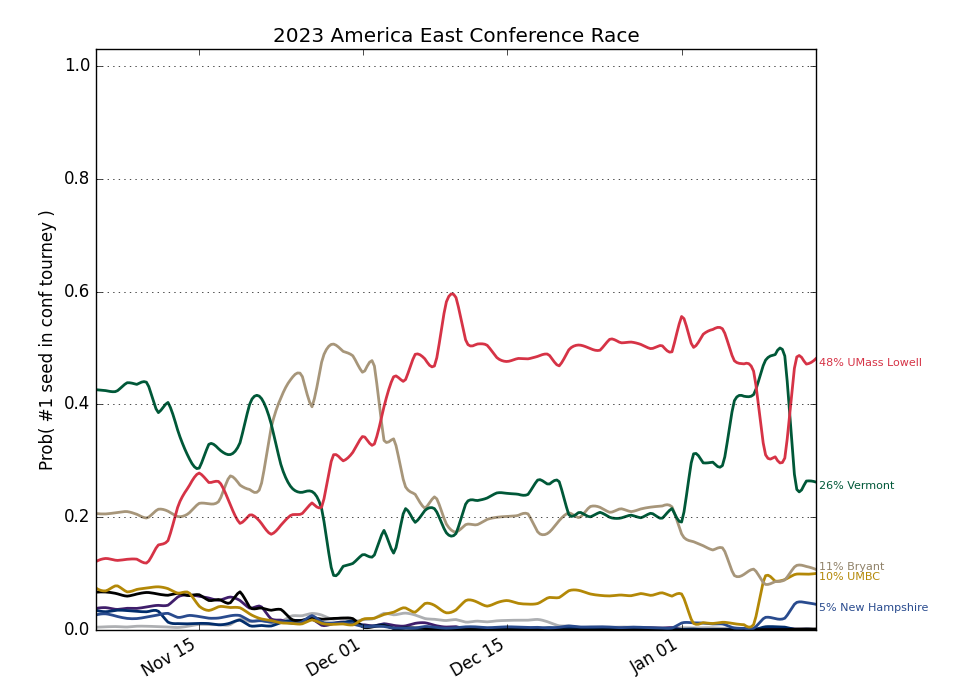 2023 America East Conference Race
Prob( #1 seed in conf tourney )
1.0
0.8
0.6
0.4
0.2
0.0
Nov 15
Dec 01
Dec 15
Jan 01
48% UMass Lowell
26% Vermont
11% Bryant
10% UMBC
5% New Hampshire